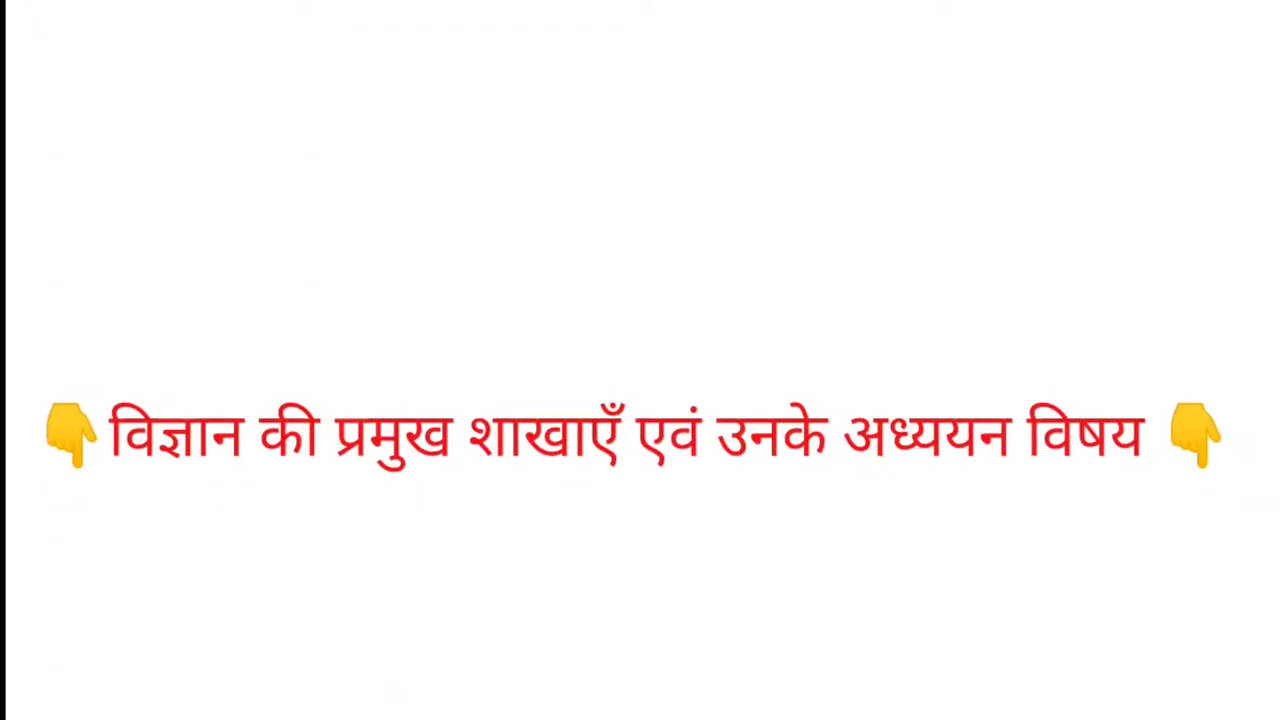 👇विज्ञान की प्रमुख शाखाएँ एवं उनके अध्ययन विषय 👇